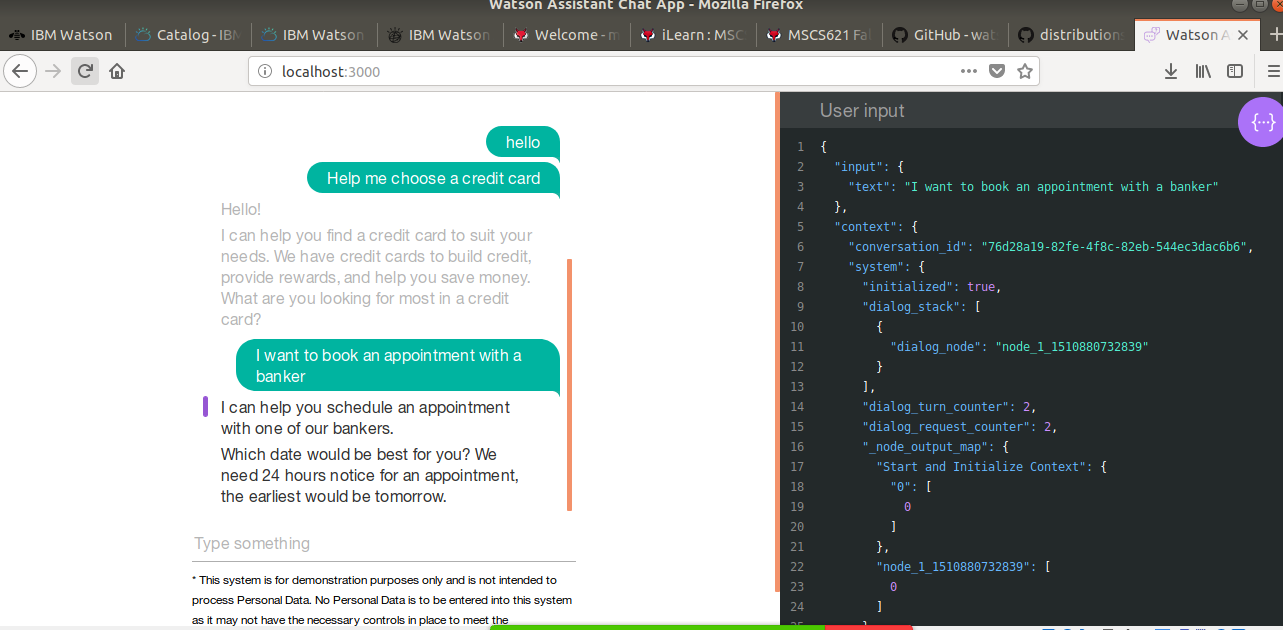 Watson Assistant Chat App - Mozilla Firefox
IBM Watson
Catalog - IBM
IBM Watson
IBM Watson
Welcome - m
iLearn : MSC
MSCS621 Fal
GitHub - wat
distribution
Watson A
localhost:3000
hello
Help me choose a credit card
Hello!
I can help you find a credit card to suit your
needs. We have credit cards to build credit,
provide rewards, and help you save money.
What are you looking for most in a credit
card?
I want to book an appointment with a
banker
I can help you schedule an appointment
with one of our bankers.
Which date would be best for you? We
need 24 hours notice for an appointment,
the earliest would be tomorrow.
Type something
* This system is for demonstration purposes only and is not intended to
process Personal Data. No Personal Data is to be entered into this system
as it may not have the necessary controls in place to meet the
User input
{...}
1 {
2 "input": {
3 "text": "I want to book an appointment with a banker"
4 },
5 "context": {
6 "conversation_id": "76d28a19-82fe-4f8c-82eb-544ec3dac6b6",
7 "system": {
8 "initialized": true,
9 "dialog_stack": [
10 {
11 "dialog_node": "node_1_1510880732839"
12 }
13 ],
14 "dialog_turn_counter": 2,
15 "dialog_request_counter": 2,
16 "_node_output_map": {
17 "Start and Initialize Context": {
18 "0": [
19 0
20 ]
21 },
22 "node_1_1510880732839": [
23 0
24 ]